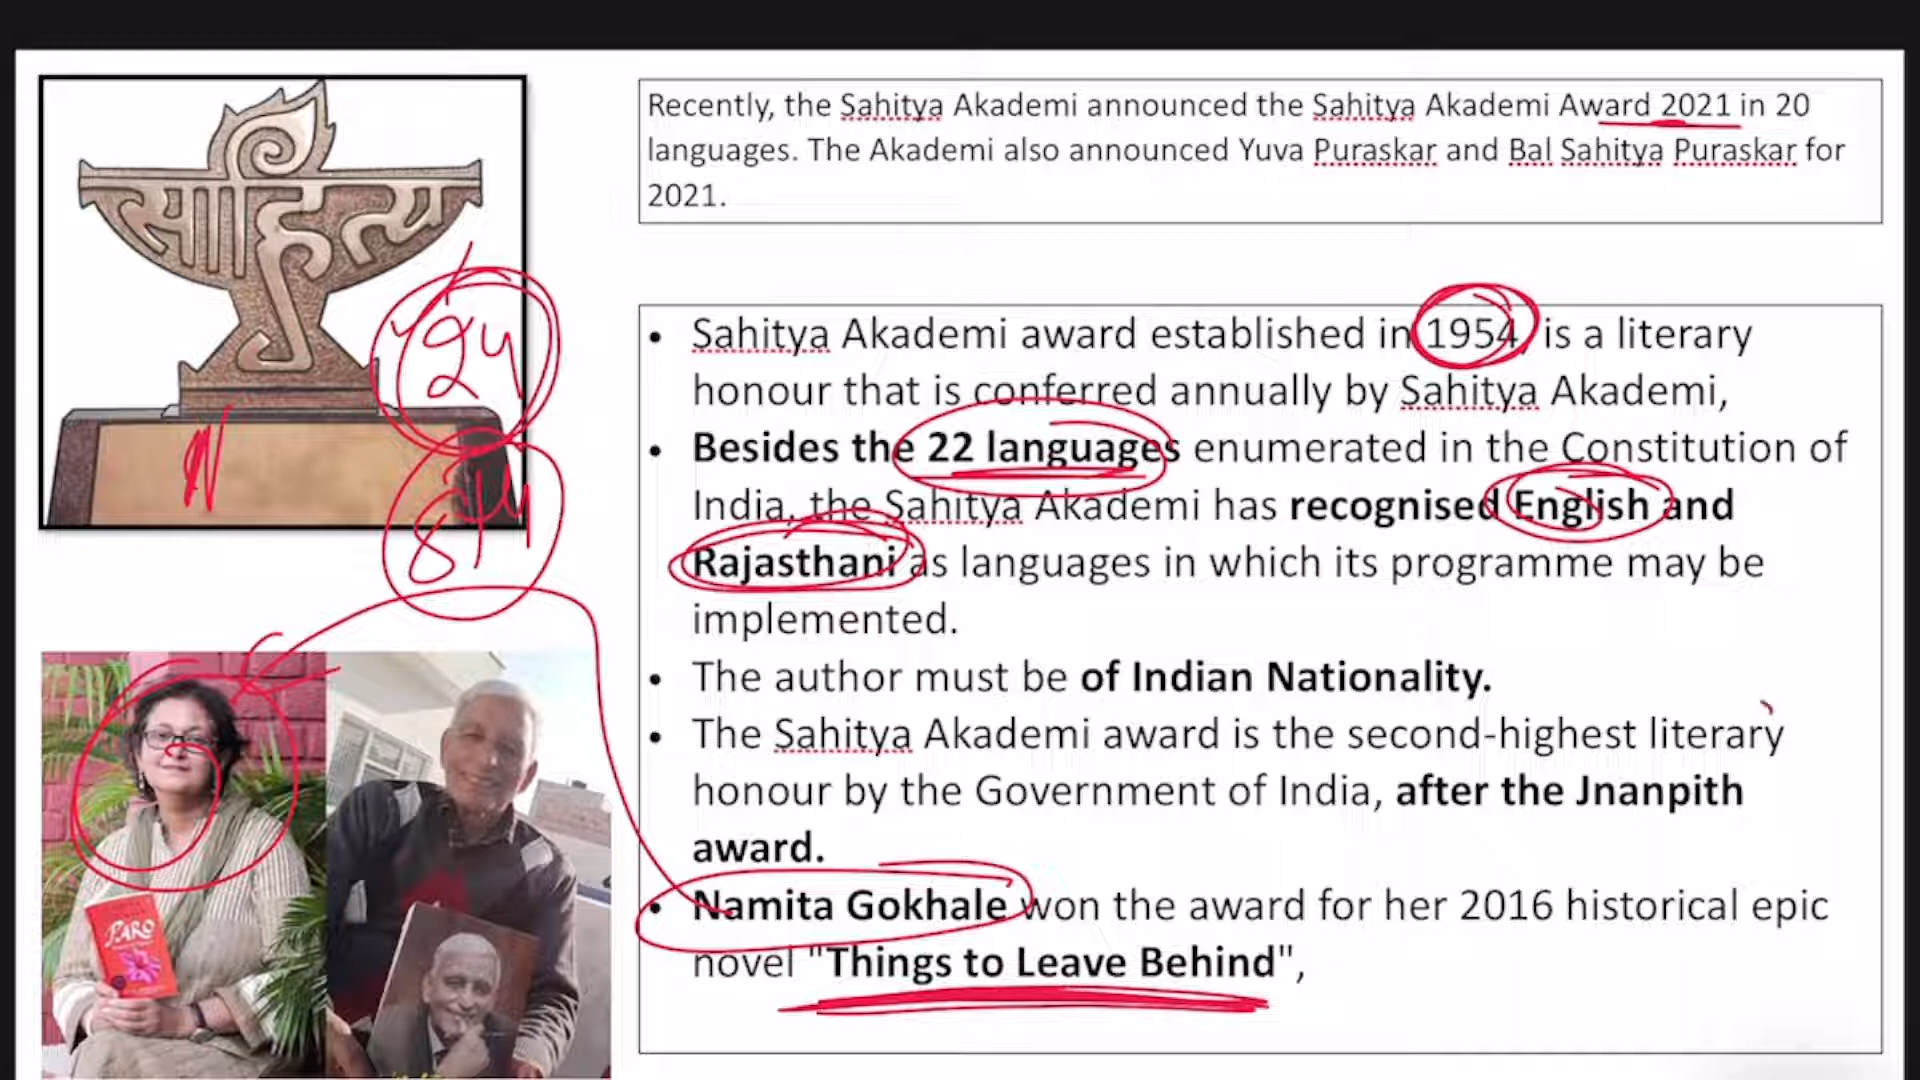 साहित्य
24
8th
PARO
Recently, the Sahitya Akademi announced the Sahitya Akademi Award 2021 in 20
languages. The Akademi also announced Yuva Puraskar and Bal Sahitya Puraskar for
2021.
• Sahitya Akademi award established in 1954, is a literary
honour that is conferred annually by Sahitya Akademi,
• Besides the 22 languages enumerated in the Constitution of
India, the Sahitya Akademi has recognised English and
Rajasthani as languages in which its programme may be
implemented.
• The author must be of Indian Nationality.
• The Sahitya Akademi award is the second-highest literary
honour by the Government of India, after the Jnanpith
award.
• Namita Gokhale won the award for her 2016 historical epic
novel "Things to Leave Behind",